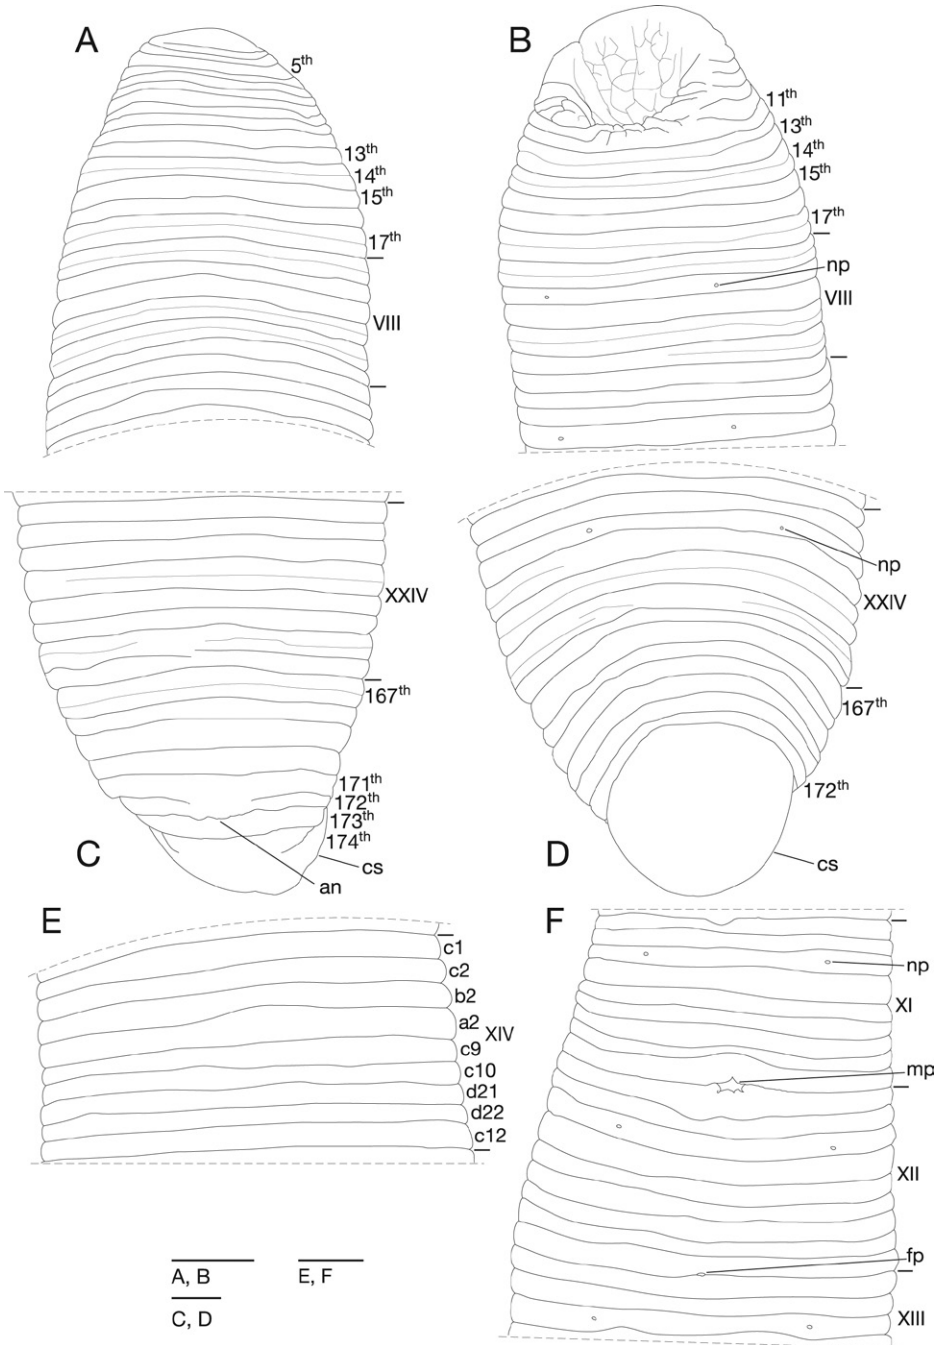 A
5th
13th
14th
15th
17th
VIII
B
11th
13th
14th
15th
17th
np
VIII
XXIV
167th
171th
172th
173th
174th
cs
an
C
np
XXIV
167th
172th
cs
D
E
c1
c2
b2
a2
XIV
c9
c10
d21
d22
c12
F
np
XI
mp
XII
fp
XIII
A, B
E, F
C, D